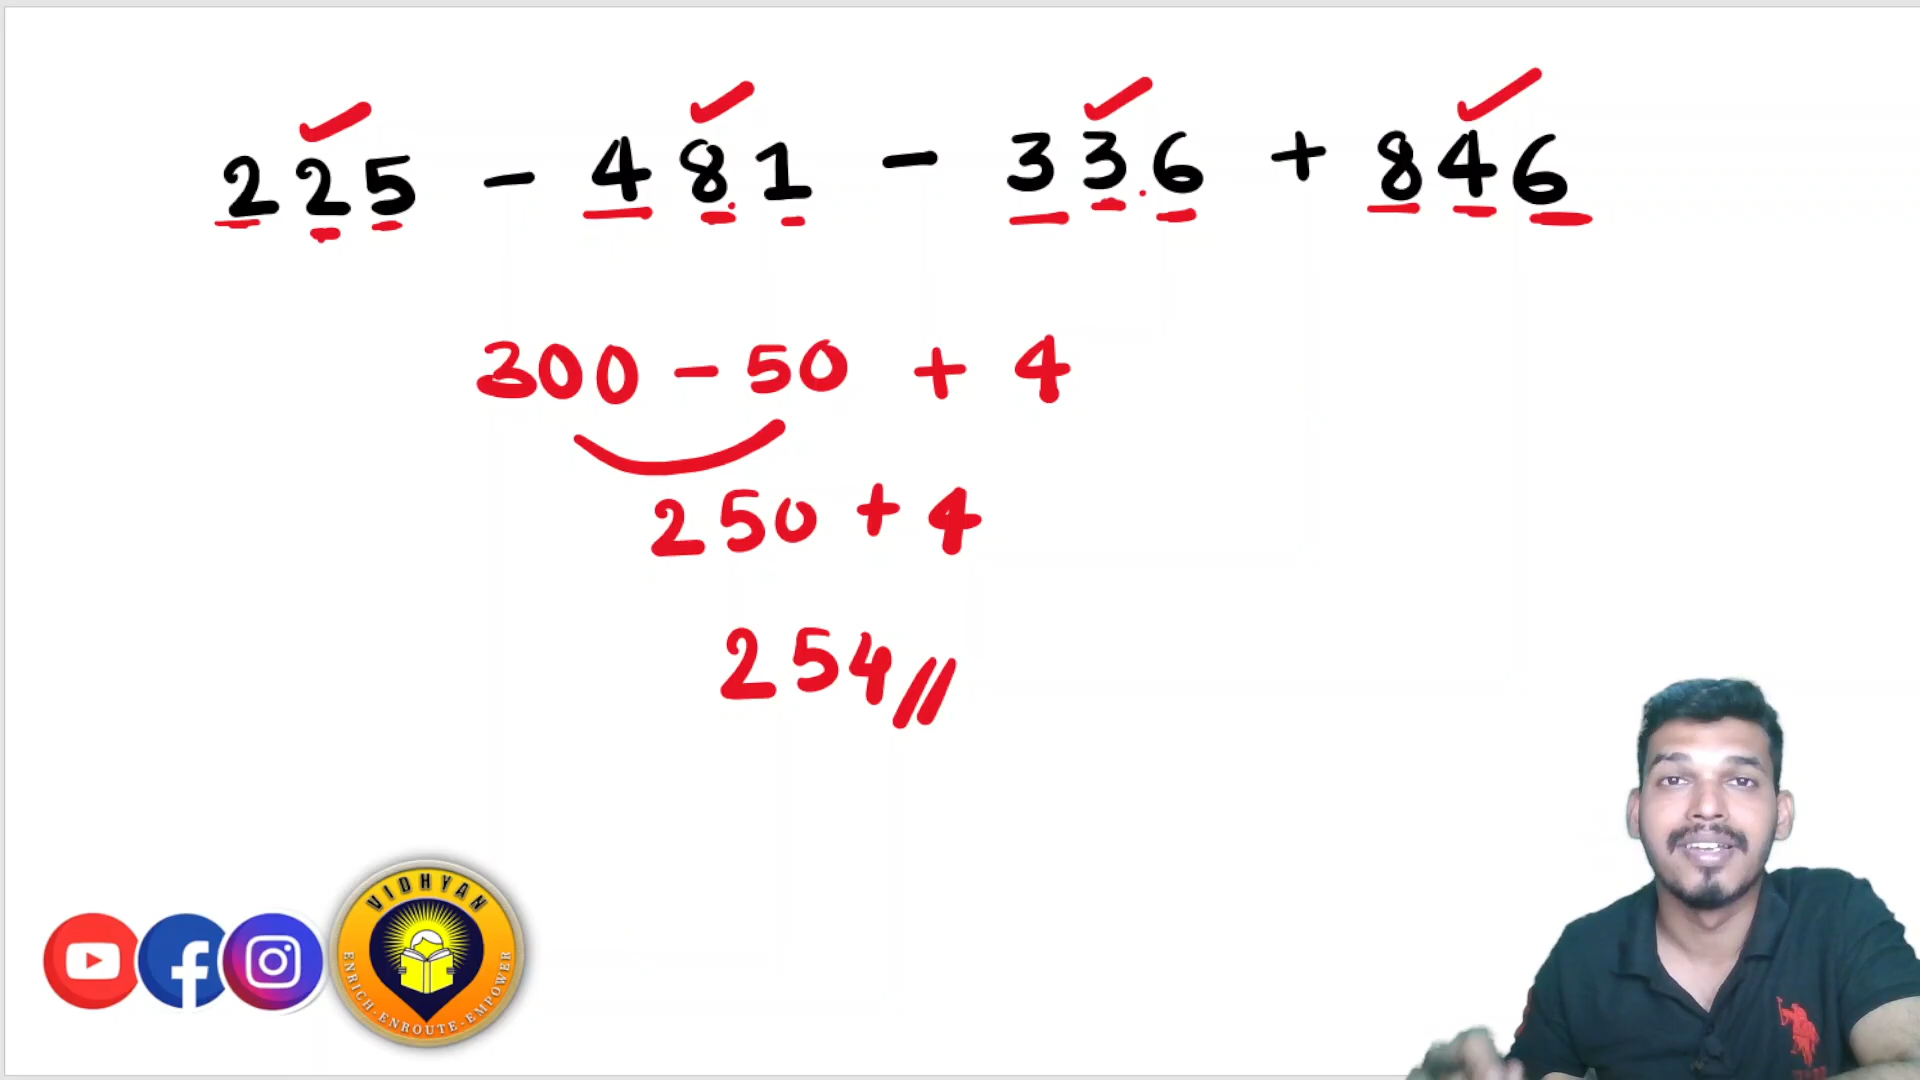 225 - 481 - 336 + 846
300 - 50 + 4
250 + 4
254//
VIDHYAN
ENRICH-ENROUTE-EMPOWER